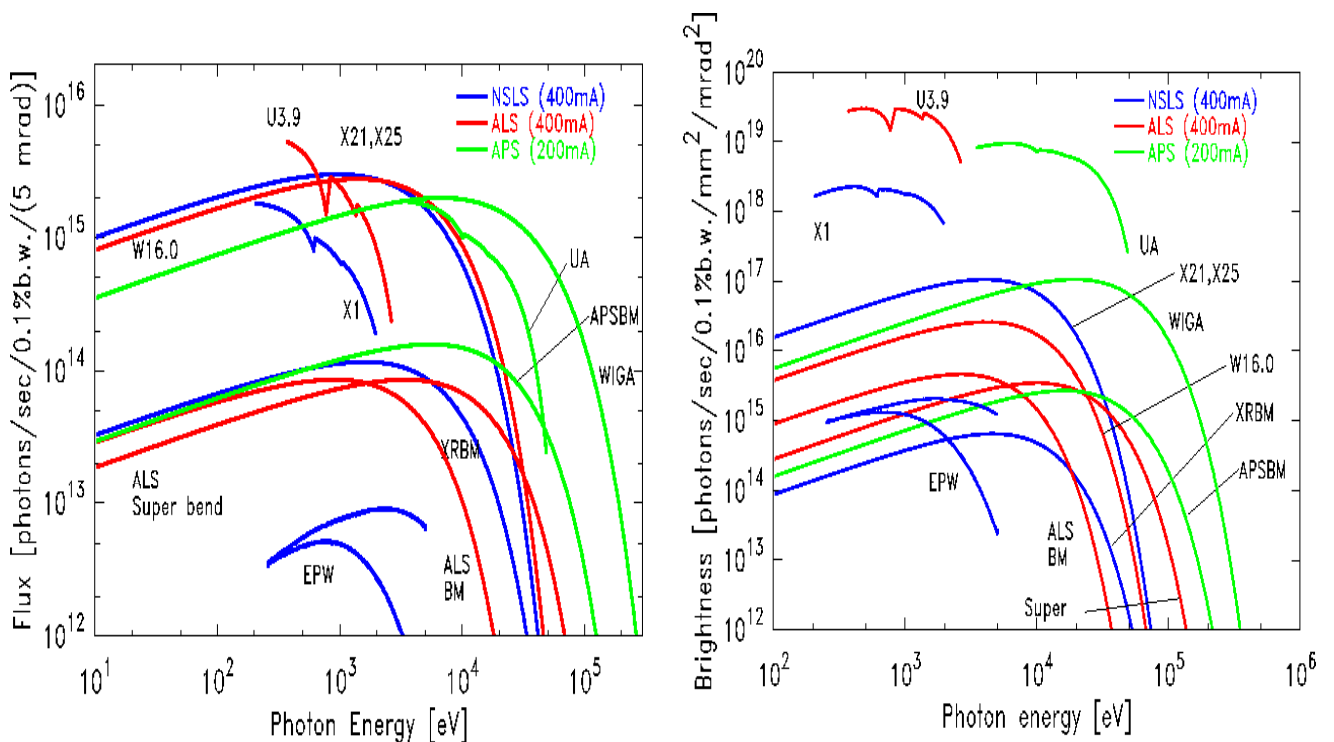 Flux [photons/sec/0.1%b.w./(5 mrad)]
10^16
10^15
10^14
10^13
10^12
NSLS (400mA)
ALS (400mA)
APS (200mA)
U3.9
X21,X25
W16.0
X1
UA
APSBM
WIGA
XRBM
ALS
Super bend
EPW
ALS
BM
10^1
10^2
10^3
10^4
10^5
Photon Energy [eV]
Brightness [photons/sec/0.1%b.w./mm^2/mrad^2]
10^20
10^19
10^18
10^17
10^16
10^15
10^14
10^13
10^12
NSLS (400mA)
ALS (400mA)
APS (200mA)
U3.9
X1
UA
X21,X25
WIGA
W16.0
XRBM
EPW
APSBM
ALS
BM
Super
10^2
10^3
10^4
10^5
10^6
Photon energy [eV]